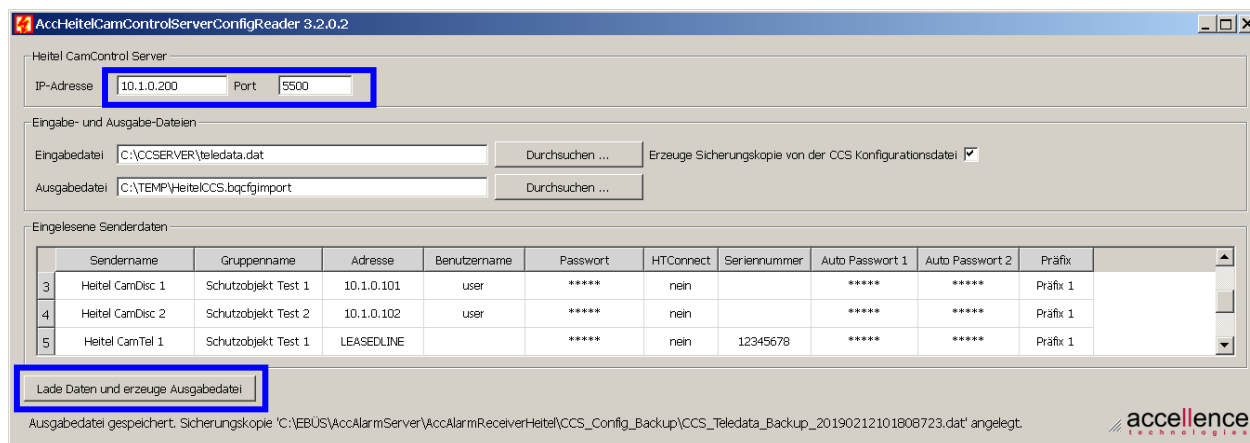 AccHeitelCamControlServerConfigReader 3.2.0.2
Heitel CamControl Server
IP-Adresse 10.1.0.200 Port 5500
Eingabe- und Ausgabe-Dateien
Eingabedatei C:\CCSERVER\teledata.dat Durchsuchen ... Erzeuge Sicherungskopie von der CCS Konfigurationsdatei
Ausgabedatei C:\TEMP\HeitelCCS.bqcfgimport Durchsuchen ...
Eingelesene Senderdaten
Sendername Gruppenname Adresse Benutzername Passwort HTConnect Seriennummer Auto Passwort 1 Auto Passwort 2 Präfix
3 Heitel CamDisc 1 Schutzobjekt Test 1 10.1.0.101 user ***** nein ***** ***** Präfix 1
4 Heitel CamDisc 2 Schutzobjekt Test 2 10.1.0.102 user ***** nein ***** ***** Präfix 1
5 Heitel CamTel 1 Schutzobjekt Test 1 LEASEDLINE ***** nein 12345678 ***** ***** Präfix 1
Lade Daten und erzeuge Ausgabedatei
Ausgabedatei gespeichert. Sicherungskopie 'C:\EBÜS\AccAlarmServer\AccAlarmReceiverHeitel\CCS_Config_Backup\CCS_Teledata_Backup_20190212101808723.dat' angelegt.
accellence
technologies